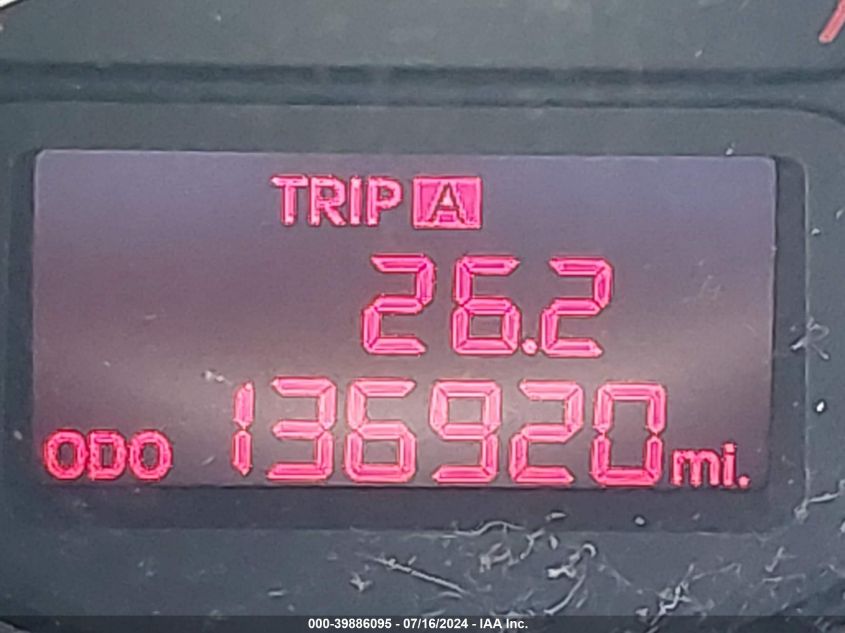 TRIP A
26.2
ODO 136920 mi.
000-39886095 - 07/16/2024 - IAA Inc.